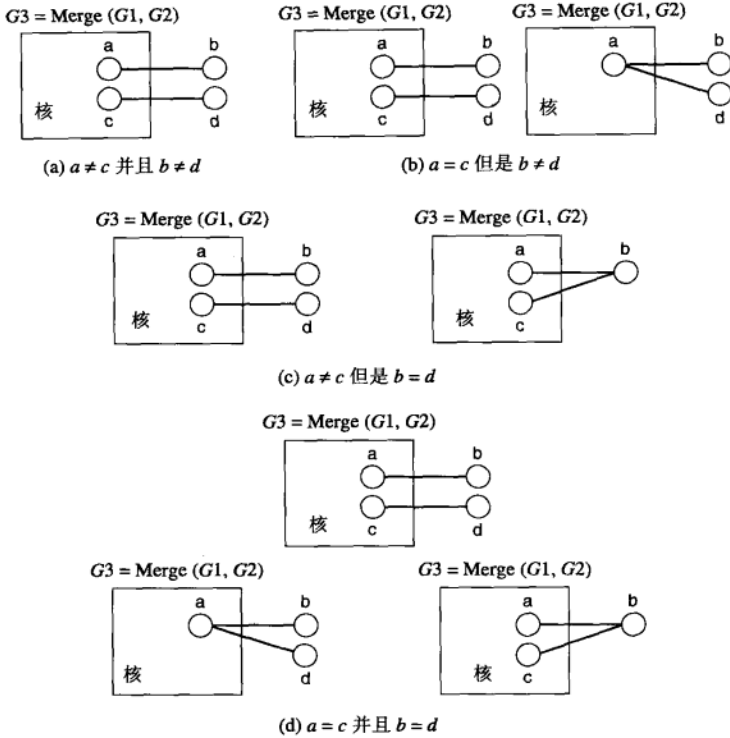 G3 = Merge (G1, G2)
a
b
核
c
d
(a) a ≠ c 并且 b ≠ d
G3 = Merge (G1, G2)
a
b
核
c
d
G3 = Merge (G1, G2)
a
b
核
d
(b) a = c 但是 b ≠ d
G3 = Merge (G1, G2)
a
b
核
c
d
G3 = Merge (G1, G2)
a
b
核
c
(c) a ≠ c 但是 b = d
G3 = Merge (G1, G2)
a
b
核
c
d
G3 = Merge (G1, G2)
a
b
核
d
G3 = Merge (G1, G2)
a
b
核
c
(d) a = c 并且 b = d